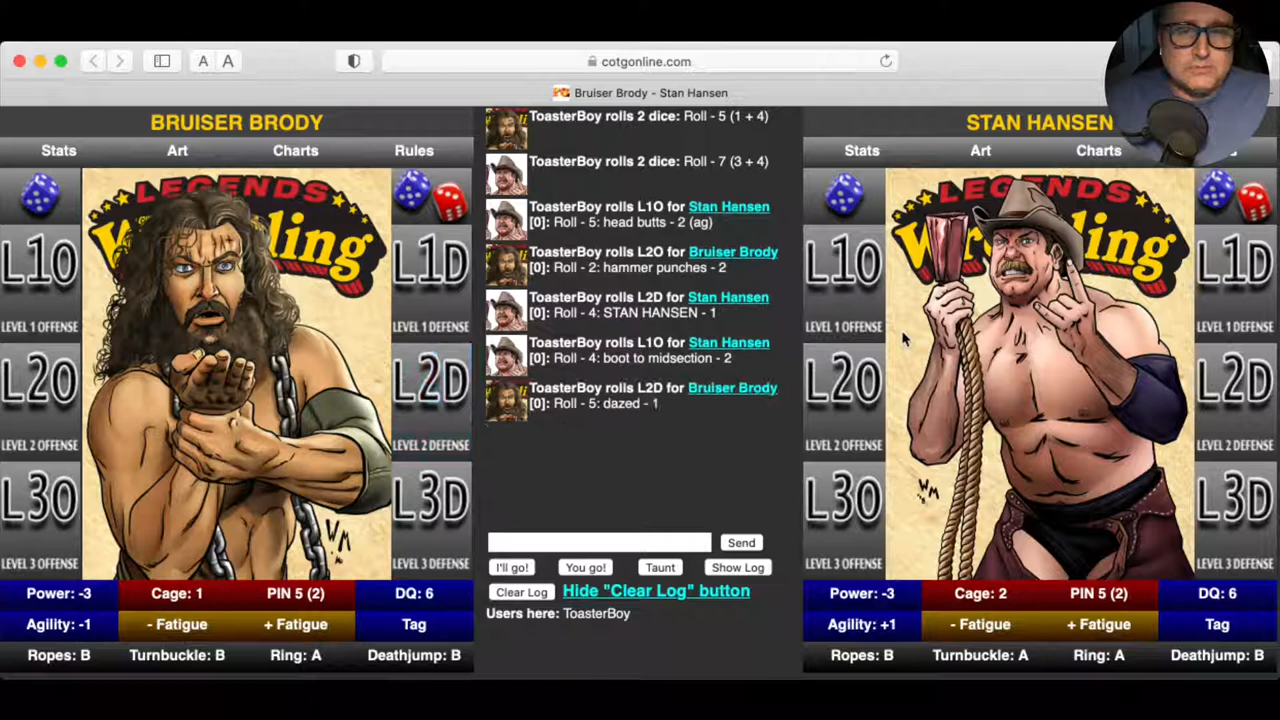 A A
cotgonline.com
Bruiser Brody - Stan Hansen
BRUISER BRODY
Stats Art Charts Rules
LEGENDS
L1O LEVEL 1 OFFENSE
L1D LEVEL 1 DEFENSE
L2O LEVEL 2 OFFENSE
L2D LEVEL 2 DEFENSE
L3O LEVEL 3 OFFENSE
L3D LEVEL 3 DEFENSE
WM
Power: -3 Cage: 1 PIN 5 (2) DQ: 6
Agility: -1 - Fatigue + Fatigue Tag
Ropes: B Turnbuckle: B Ring: A Deathjump: B
ToasterBoy rolls 2 dice: Roll - 5 (1 + 4)
ToasterBoy rolls 2 dice: Roll - 7 (3 + 4)
ToasterBoy rolls L1O for Stan Hansen
[0]: Roll - 5: head butts - 2 (ag)
ToasterBoy rolls L2O for Bruiser Brody
[0]: Roll - 2: hammer punches - 2
ToasterBoy rolls L2D for Stan Hansen
[0]: Roll - 4: STAN HANSEN - 1
ToasterBoy rolls L1O for Stan Hansen
[0]: Roll - 4: boot to midsection - 2
ToasterBoy rolls L2D for Bruiser Brody
[0]: Roll - 5: dazed - 1
Send
I'll go! You go! Taunt Show Log
Clear Log Hide "Clear Log" button
Users here: ToasterBoy
STAN HANSEN
Stats Art Charts
LEGENDS
L1O LEVEL 1 OFFENSE
L1D LEVEL 1 DEFENSE
L2O LEVEL 2 OFFENSE
L2D LEVEL 2 DEFENSE
L3O LEVEL 3 OFFENSE
L3D LEVEL 3 DEFENSE
WM
Power: -3 Cage: 2 PIN 5 (2) DQ: 6
Agility: +1 - Fatigue + Fatigue Tag
Ropes: B Turnbuckle: A Ring: A Deathjump: B